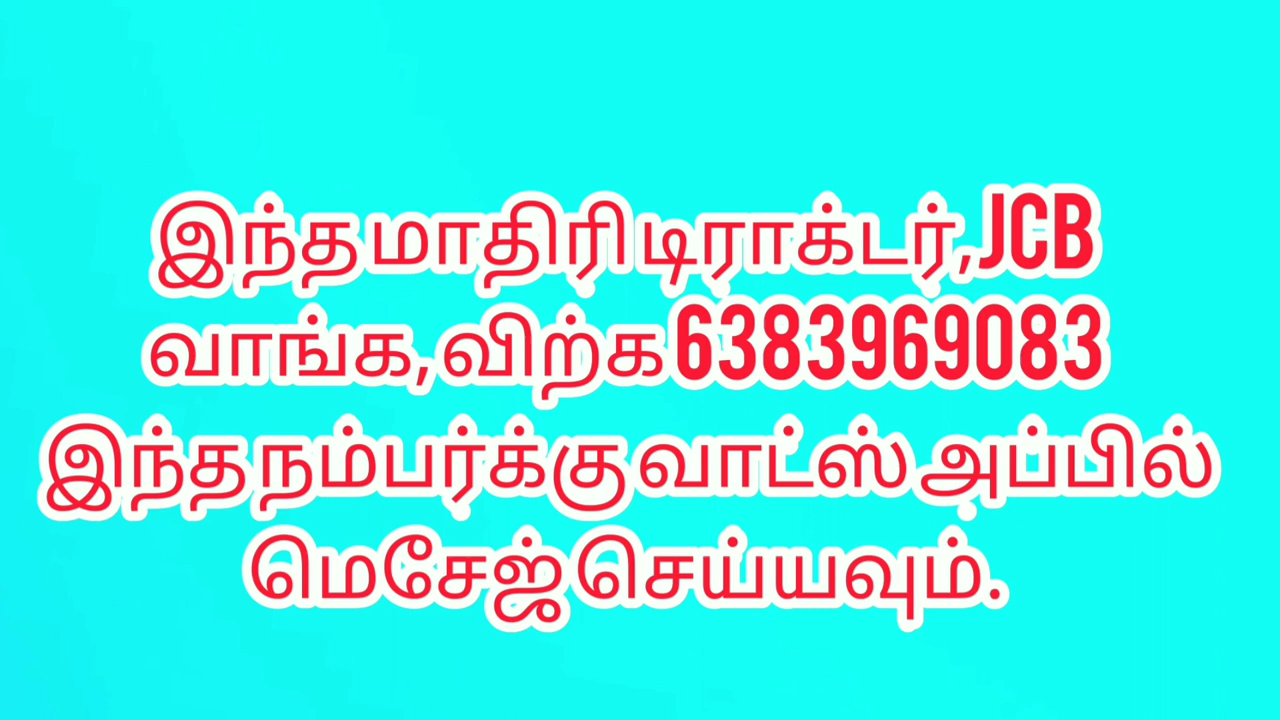 இந்த மாதிரி டிராக்டர்,JCB
வாங்க, விற்க 6383969083
இந்த நம்பர்க்கு வாட்ஸ் அப்பில்
மெசேஜ் செய்யவும்.